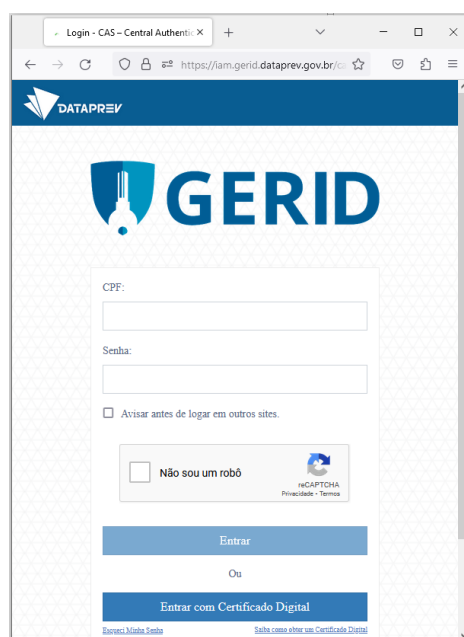 Login - CAS – Central Authentic
https://iam.gerid.dataprev.gov.br/c
DATAPREV
GERID
CPF:
Senha:
Avisar antes de logar em outros sites.
Não sou um robô
reCAPTCHA
Privacidade - Termos
Entrar
Ou
Entrar com Certificado Digital
Esqueci Minha Senha
Saiba como obter um Certificado Digital